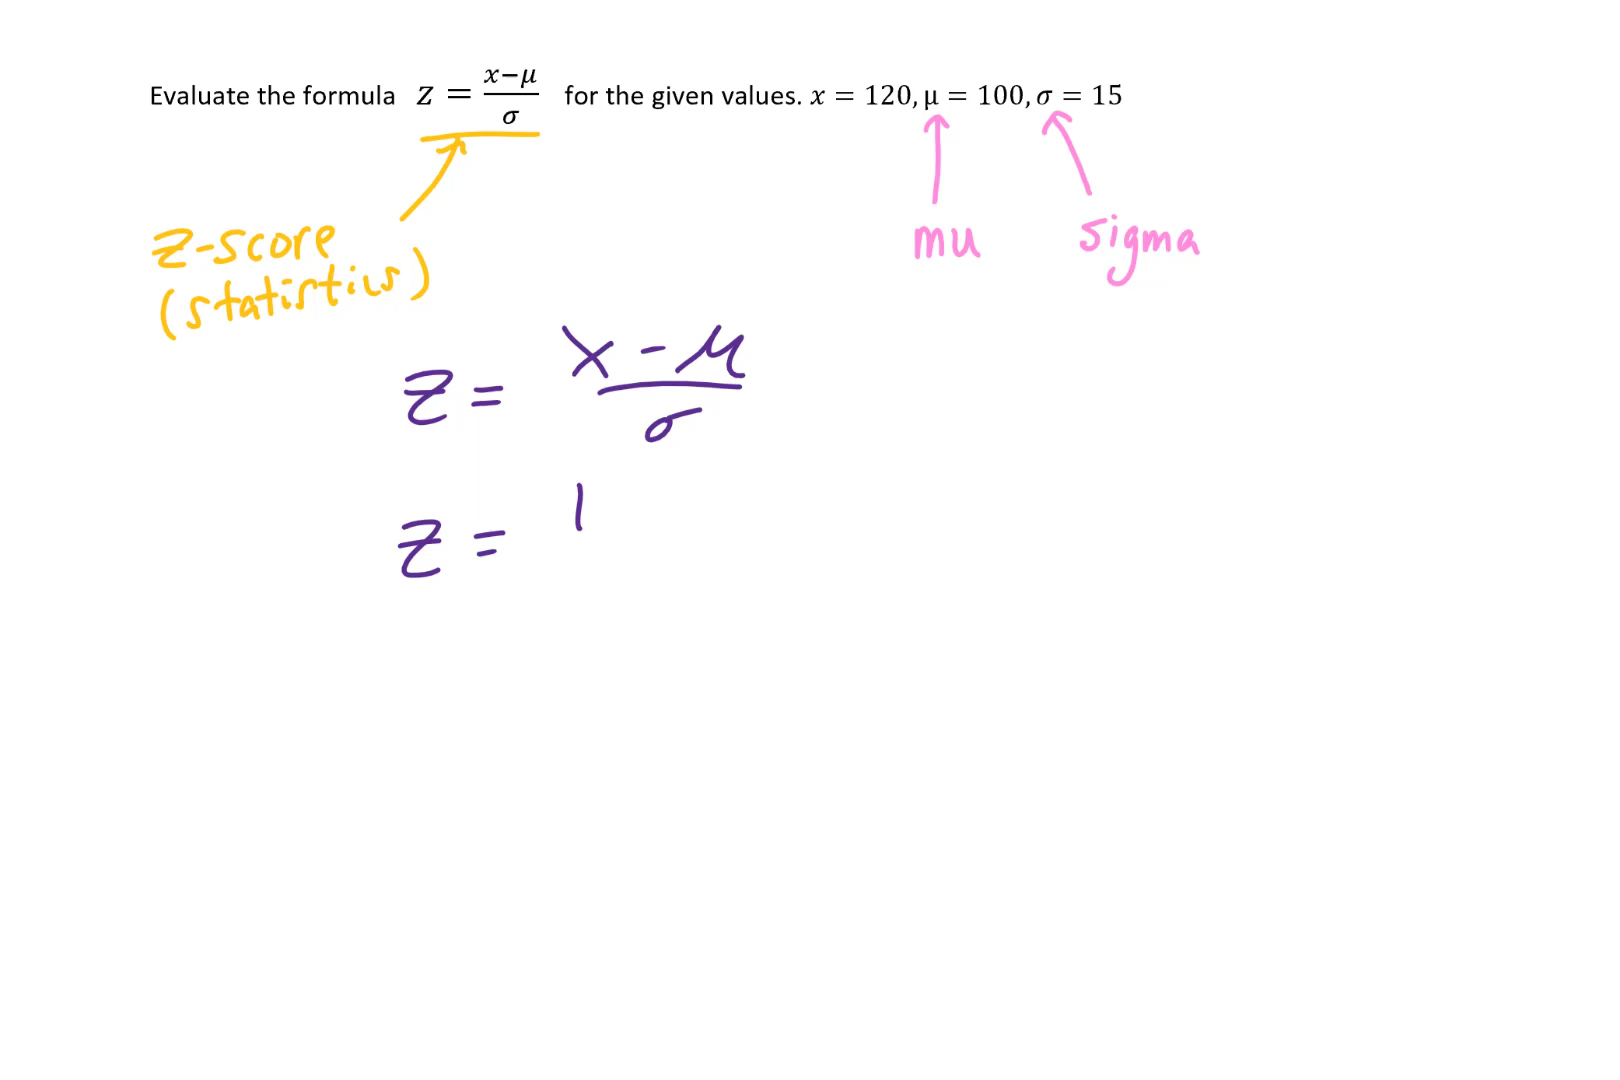 Evaluate the formula z = x−μ/σ for the given values. x = 120, μ = 100, σ = 15
z-score
(statistics)
mu
sigma
z = x - μ/σ
z = 1